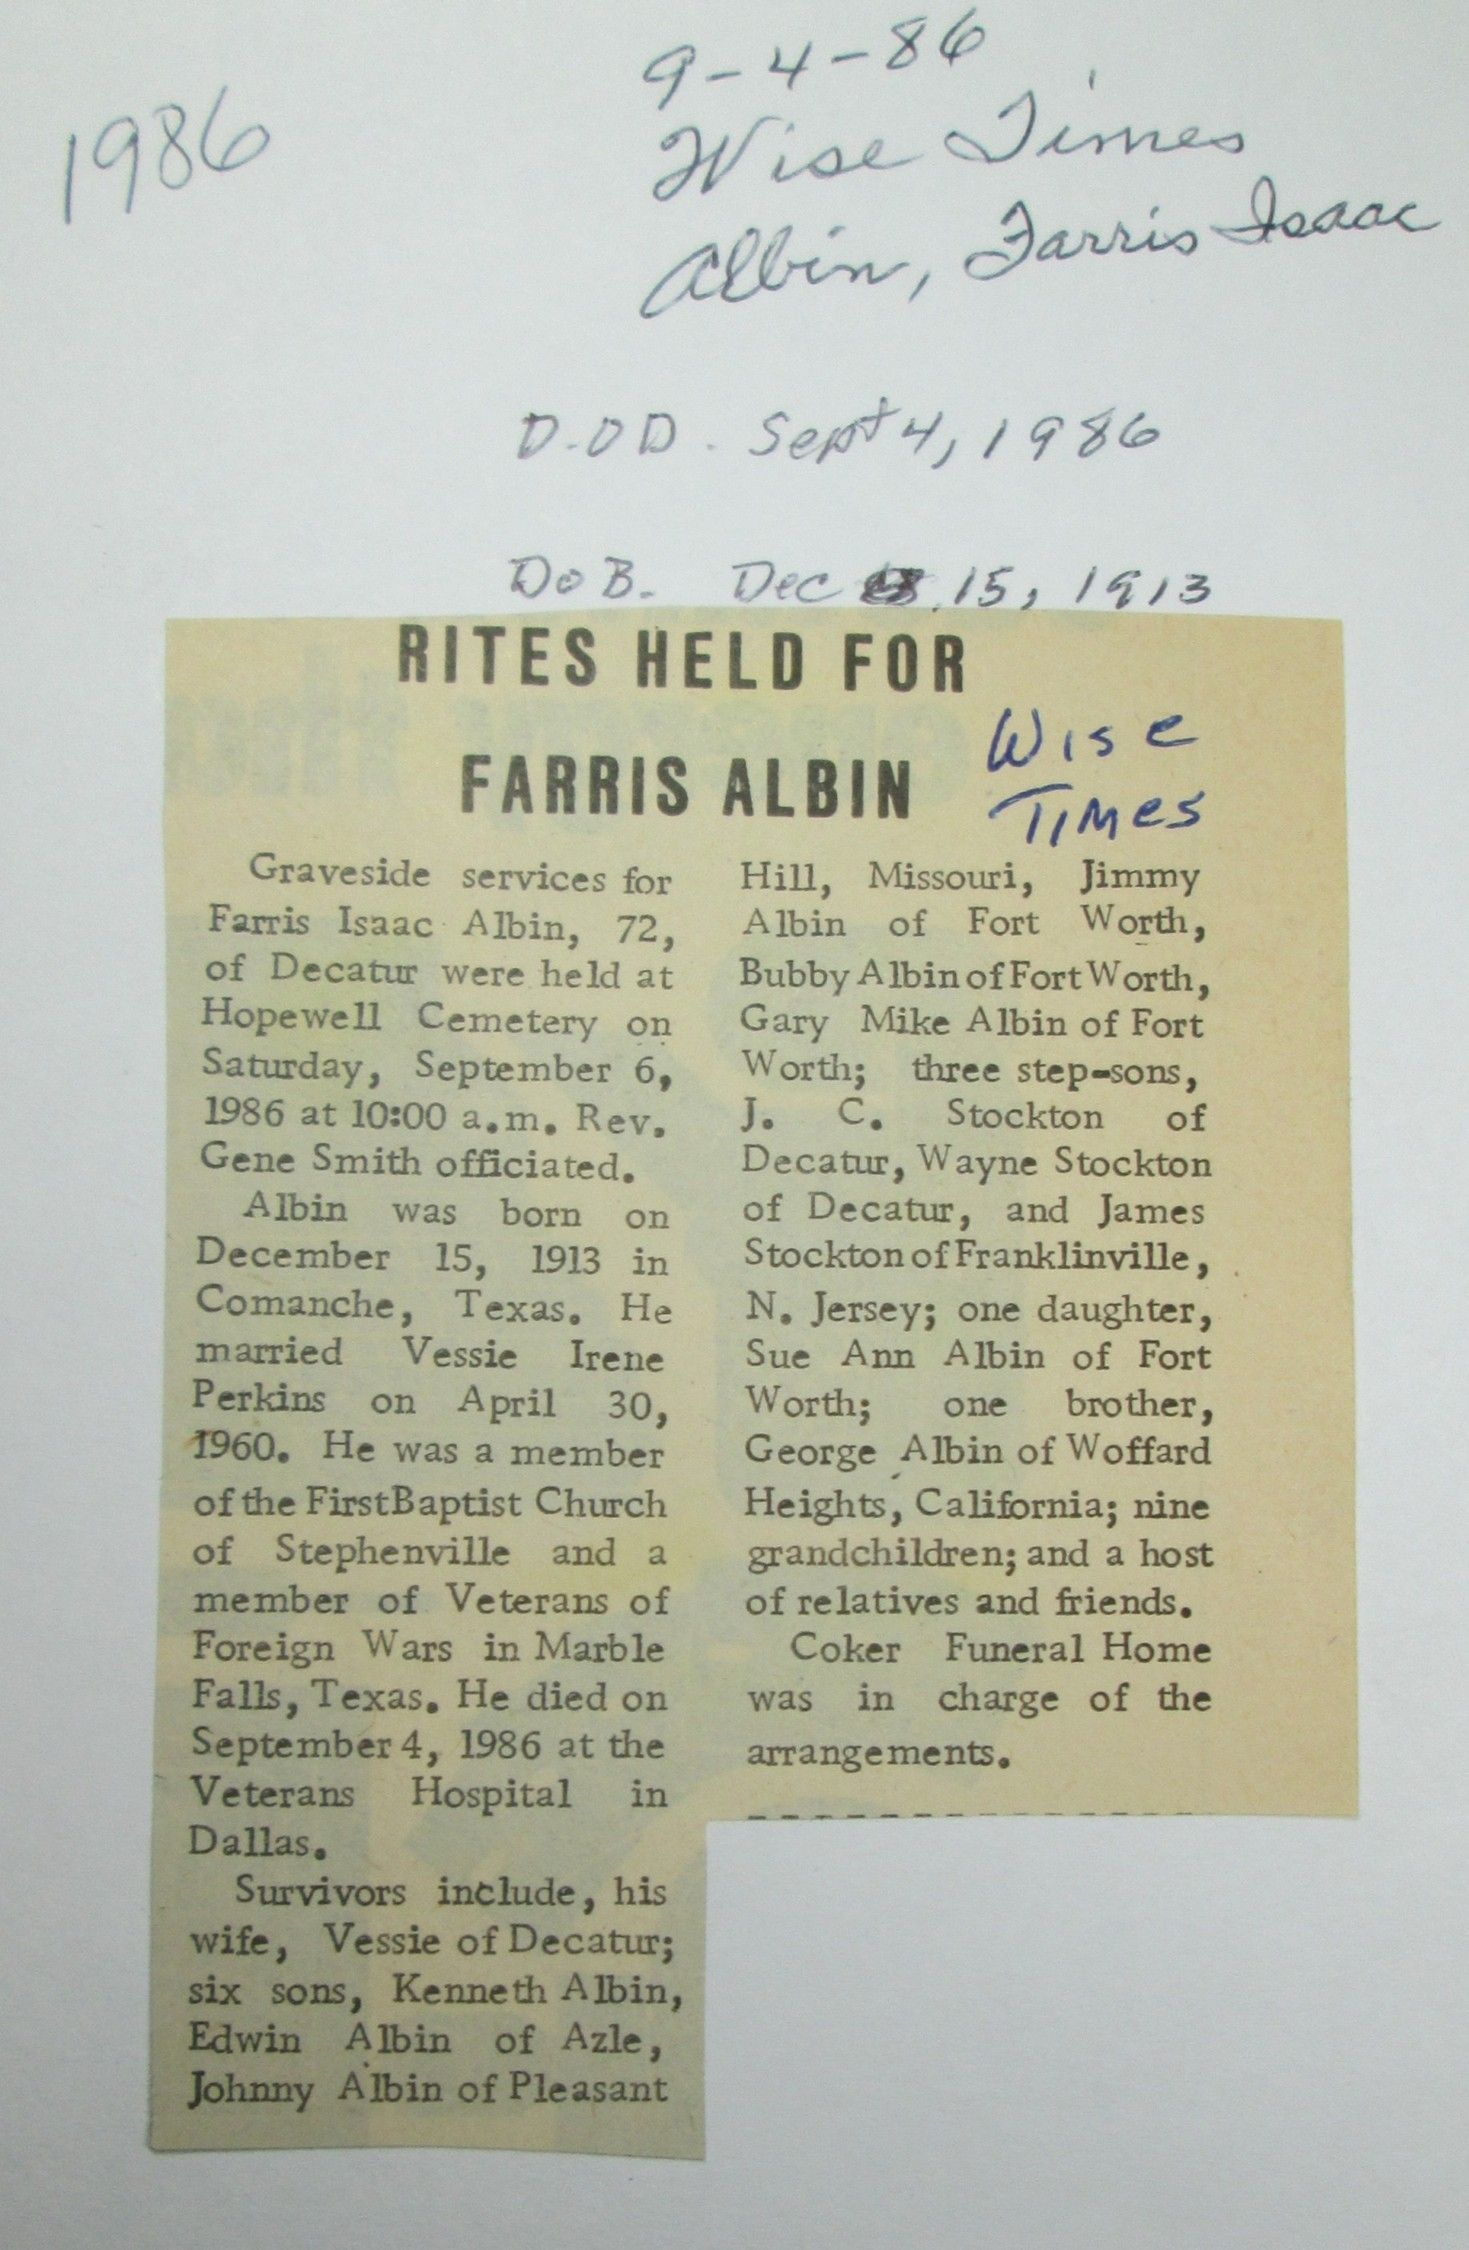 1986
9-4-86
Wise Times
Albin, Farris Isaac
D.OD. Sept 4, 1986
DoB. Dec 15, 1913
RITES HELD FOR
FARRIS ALBIN
Wise
Times
Graveside services for
Farris Isaac Albin, 72,
of Decatur were held at
Hopewell Cemetery on
Saturday, September 6,
1986 at 10:00 a.m. Rev.
Gene Smith officiated.
Albin was born on
December 15, 1913 in
Comanche, Texas. He
married Vessie Irene
Perkins on April 30,
1960. He was a member
of the First Baptist Church
of Stephenville and a
member of Veterans of
Foreign Wars in Marble
Falls, Texas. He died on
September 4, 1986 at the
Veterans Hospital in
Dallas.
Survivors include, his
wife, Vessie of Decatur;
six sons, Kenneth Albin,
Edwin Albin of Azle,
Johnny Albin of Pleasant
Hill, Missouri, Jimmy
Albin of Fort Worth,
Bubby Albin of Fort Worth,
Gary Mike Albin of Fort
Worth; three step-sons,
J. C. Stockton of
Decatur, Wayne Stockton
of Decatur, and James
Stockton of Franklinville,
N. Jersey; one daughter,
Sue Ann Albin of Fort
Worth; one brother,
George Albin of Woffard
Heights, California; nine
grandchildren; and a host
of relatives and friends.
Coker Funeral Home
was in charge of the
arrangements.